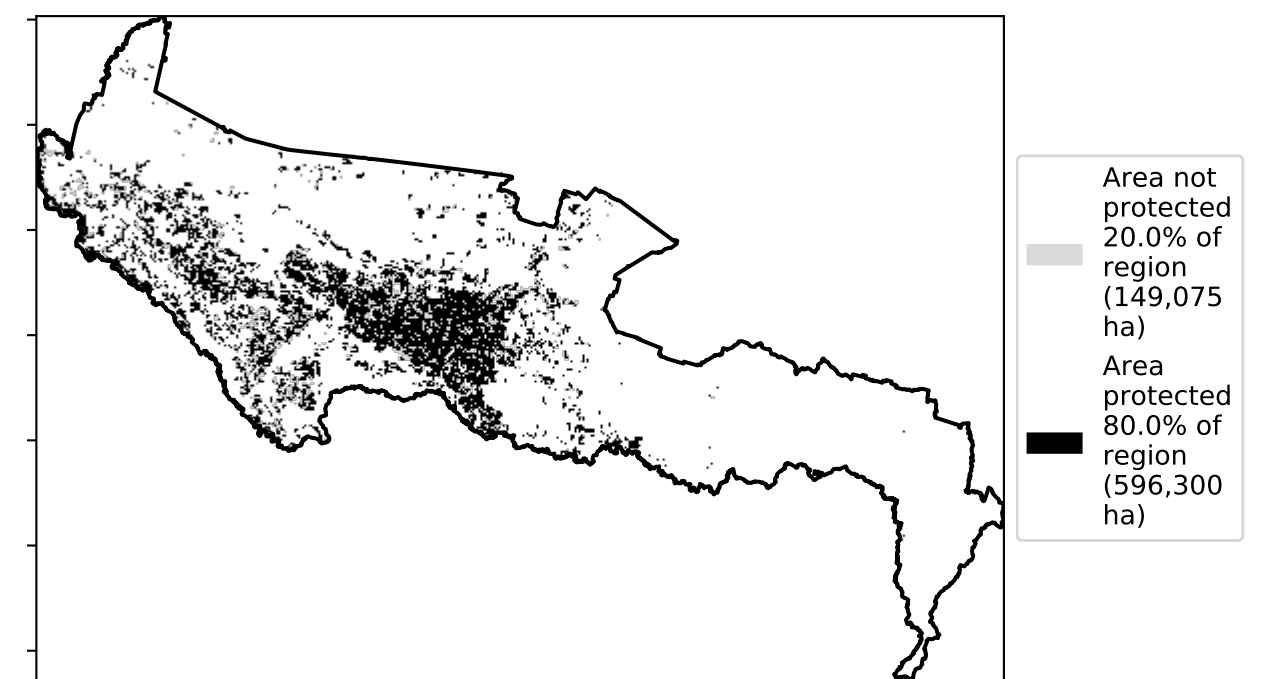 Area not
protected
20.0% of
region
(149,075
ha)
Area
protected
80.0% of
region
(596,300
ha)